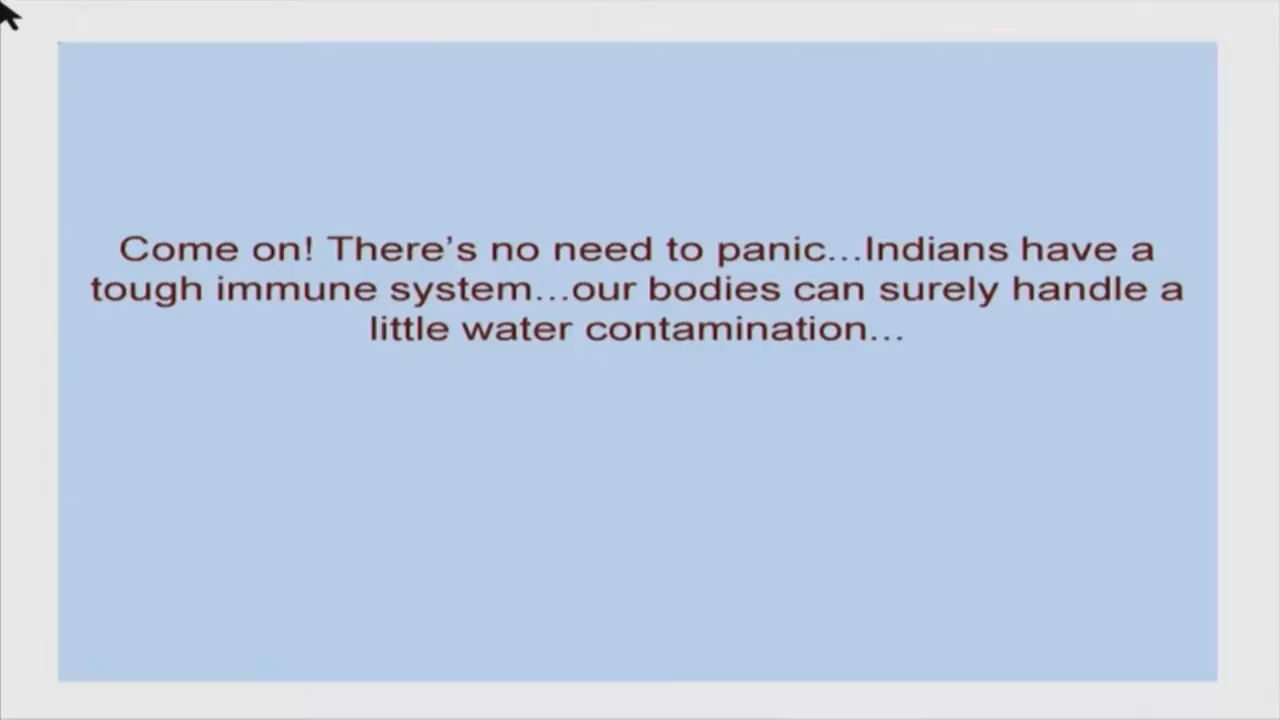 Come on! There’s no need to panic...Indians have a
tough immune system...our bodies can surely handle a
little water contamination...